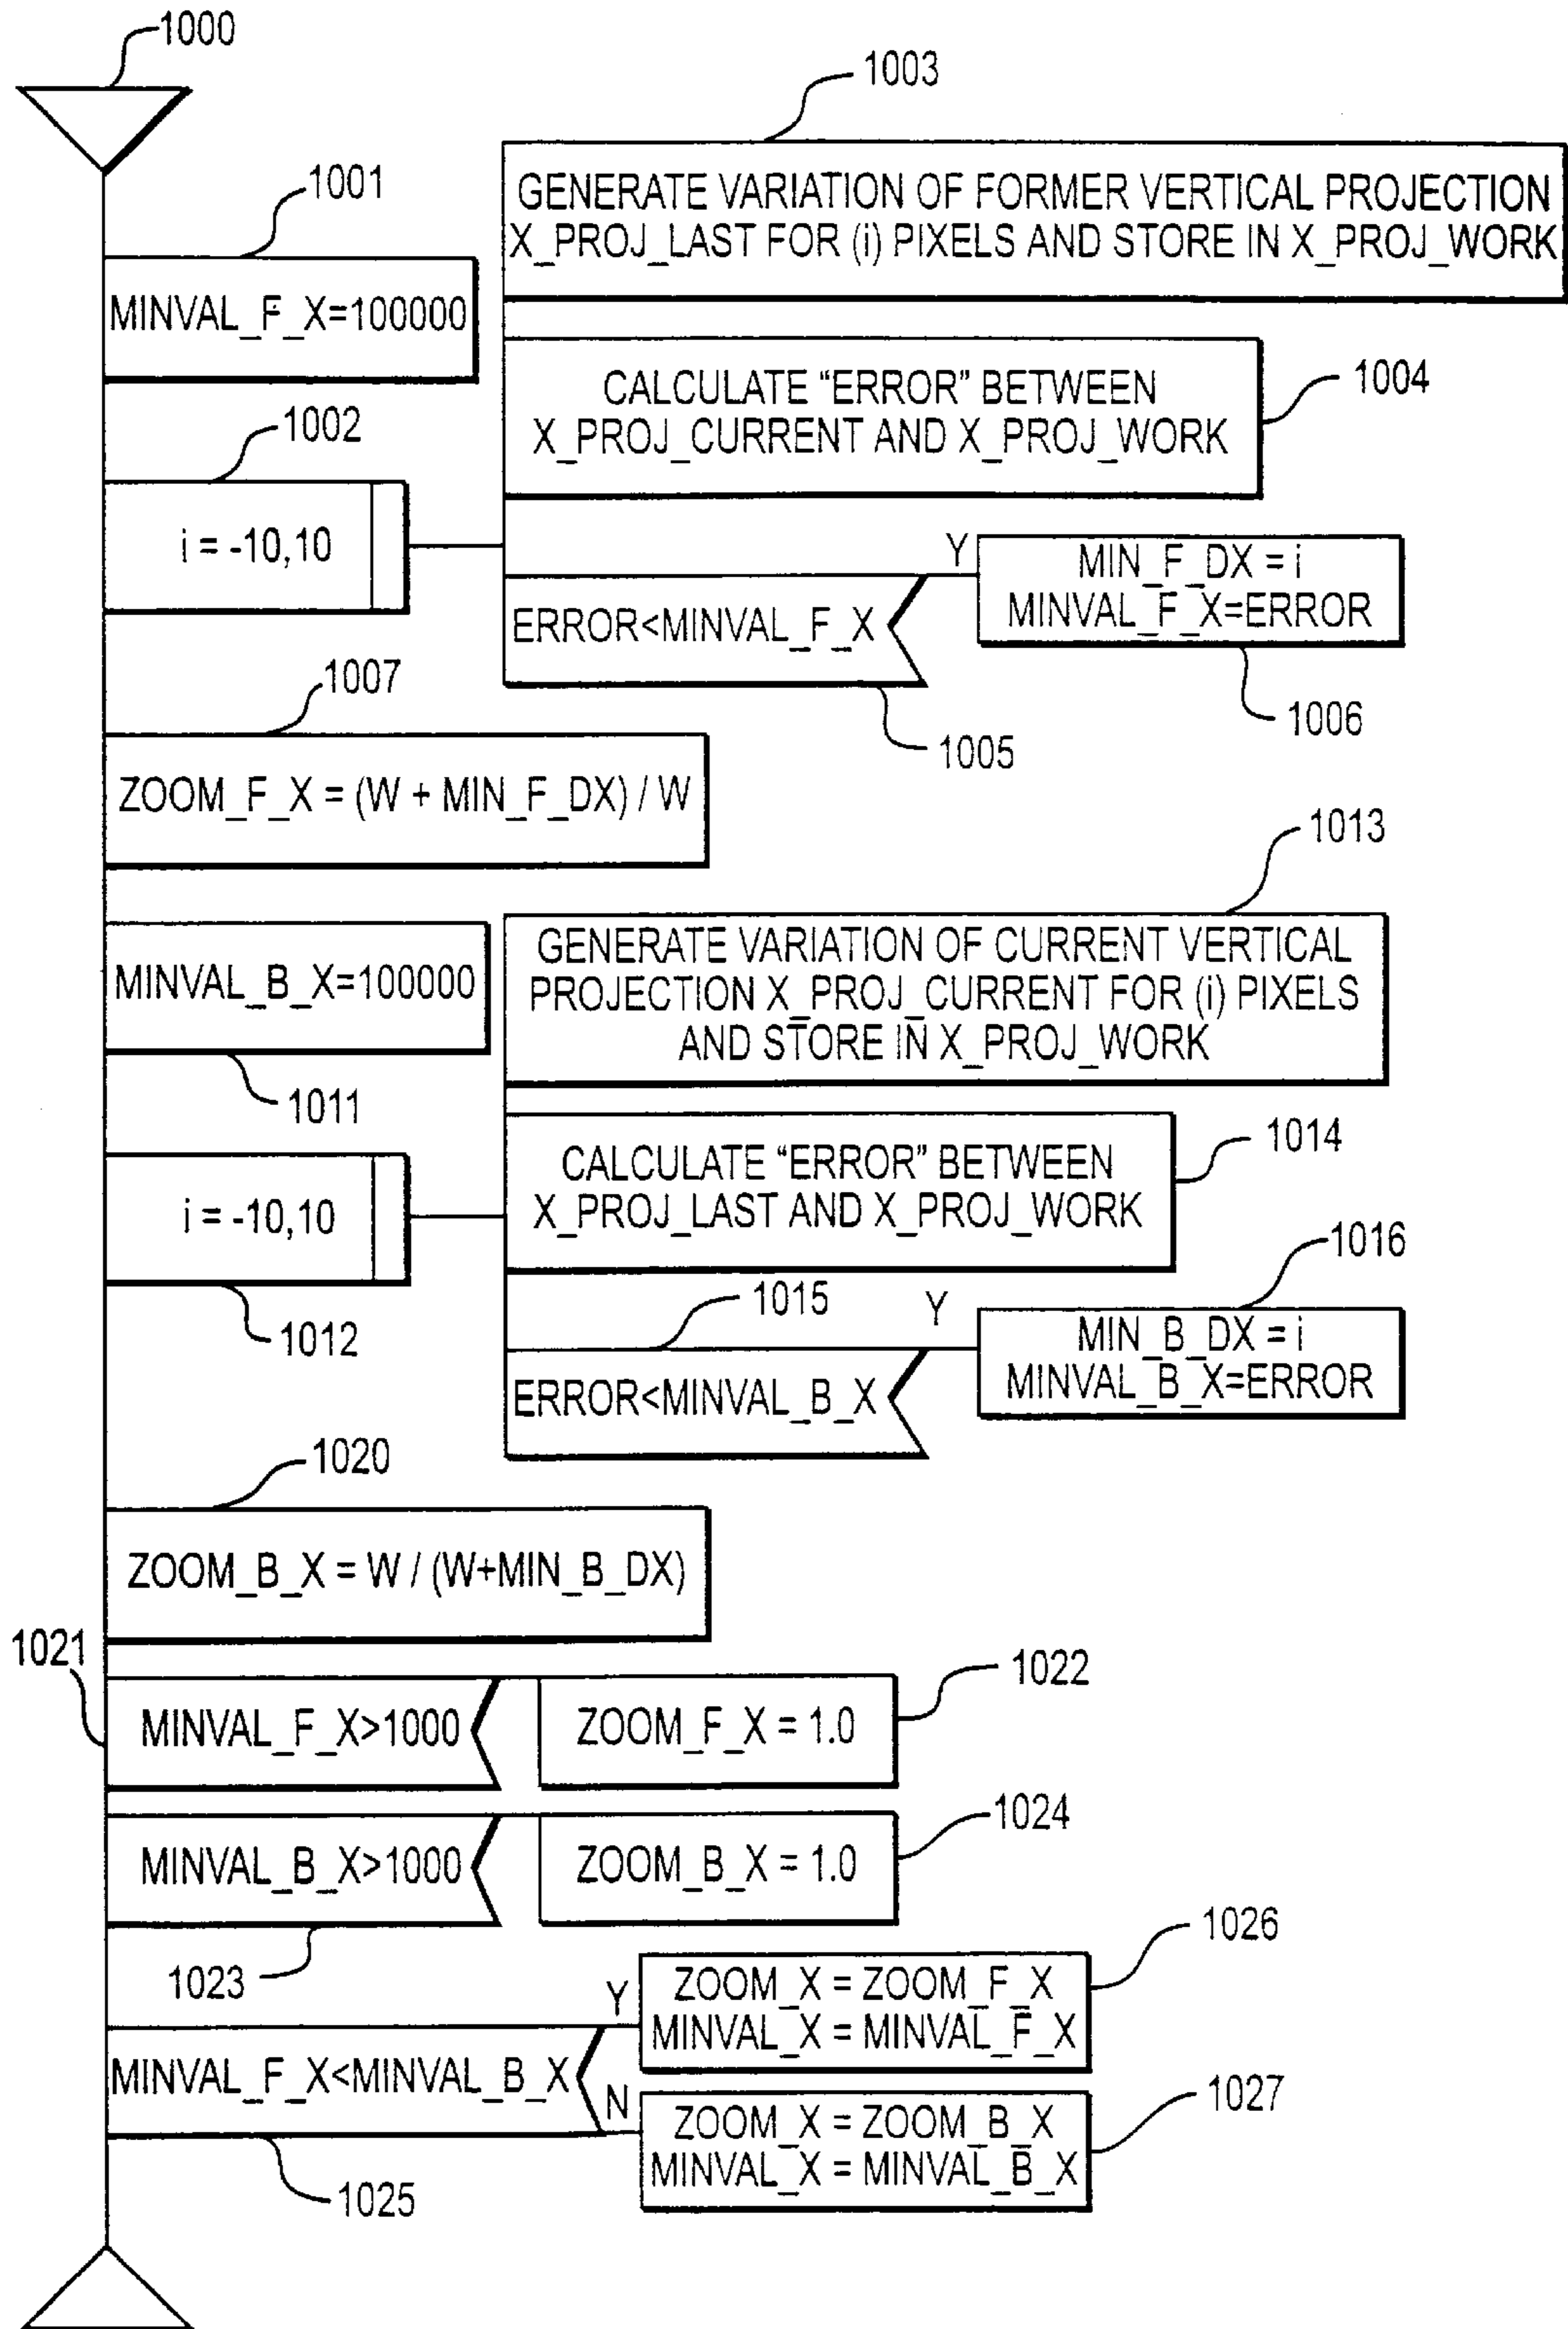 1000
1003
GENERATE VARIATION OF FORMER VERTICAL PROJECTION
X_PROJ_LAST FOR (i) PIXELS AND STORE IN X_PROJ_WORK
1001
MINVAL_F_X=100000
CALCULATE "ERROR" BETWEEN
X_PROJ_CURRENT AND X_PROJ_WORK
1004
1002
i = -10,10
ERROR<MINVAL_F_X
Y
MIN_F_DX = i
MINVAL_F_X=ERROR
1006
1005
1007
ZOOM_F_X = (W + MIN_F_DX) / W
1013
MINVAL_B_X=100000
1011
GENERATE VARIATION OF CURRENT VERTICAL
PROJECTION X_PROJ_CURRENT FOR (i) PIXELS
AND STORE IN X_PROJ_WORK
CALCULATE "ERROR" BETWEEN
X_PROJ_LAST AND X_PROJ_WORK
1014
i = -10,10
1012
1015
ERROR<MINVAL_B_X
Y
1016
MIN_B_DX = i
MINVAL_B_X=ERROR
1020
ZOOM_B_X = W / (W+MIN_B_DX)
1021
MINVAL_F_X>1000
ZOOM_F_X = 1.0
1022
MINVAL_B_X>1000
ZOOM_B_X = 1.0
1024
1023
MINVAL_F_X<MINVAL_B_X
Y
ZOOM_X = ZOOM_F_X
MINVAL_X = MINVAL_F_X
1026
N
ZOOM_X = ZOOM_B_X
MINVAL_X = MINVAL_B_X
1027
1025